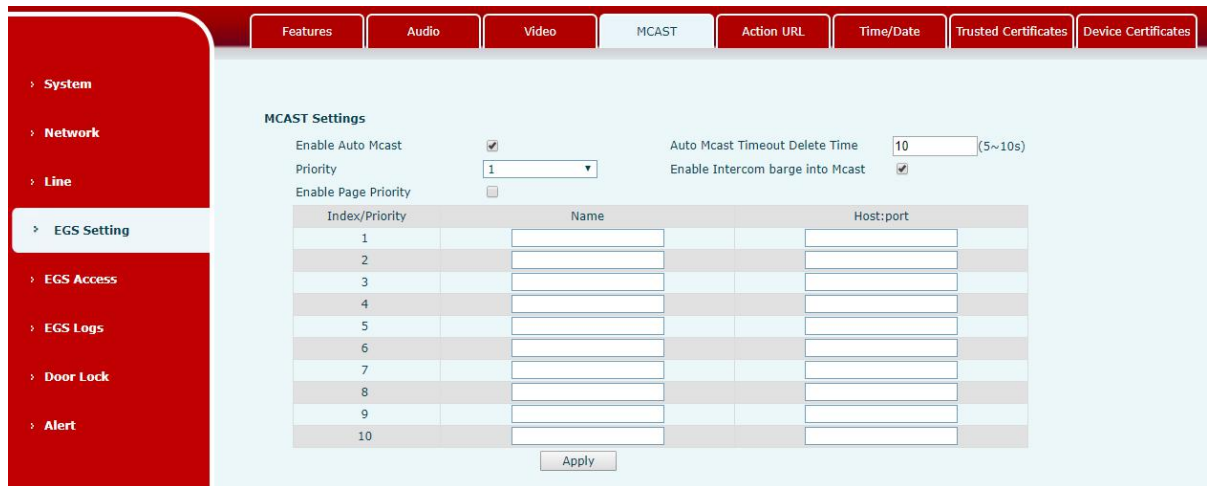 Features Audio Video MCAST Action URL Time/Date Trusted Certificates Device Certificates
› System
› Network
› Line
› EGS Setting
› EGS Access
› EGS Logs
› Door Lock
› Alert
MCAST Settings
Enable Auto Mcast Auto Mcast Timeout Delete Time 10 (5~10s)
Priority 1 Enable Intercom barge into Mcast
Enable Page Priority
Index/Priority Name Host:port
1
2
3
4
5
6
7
8
9
10
Apply